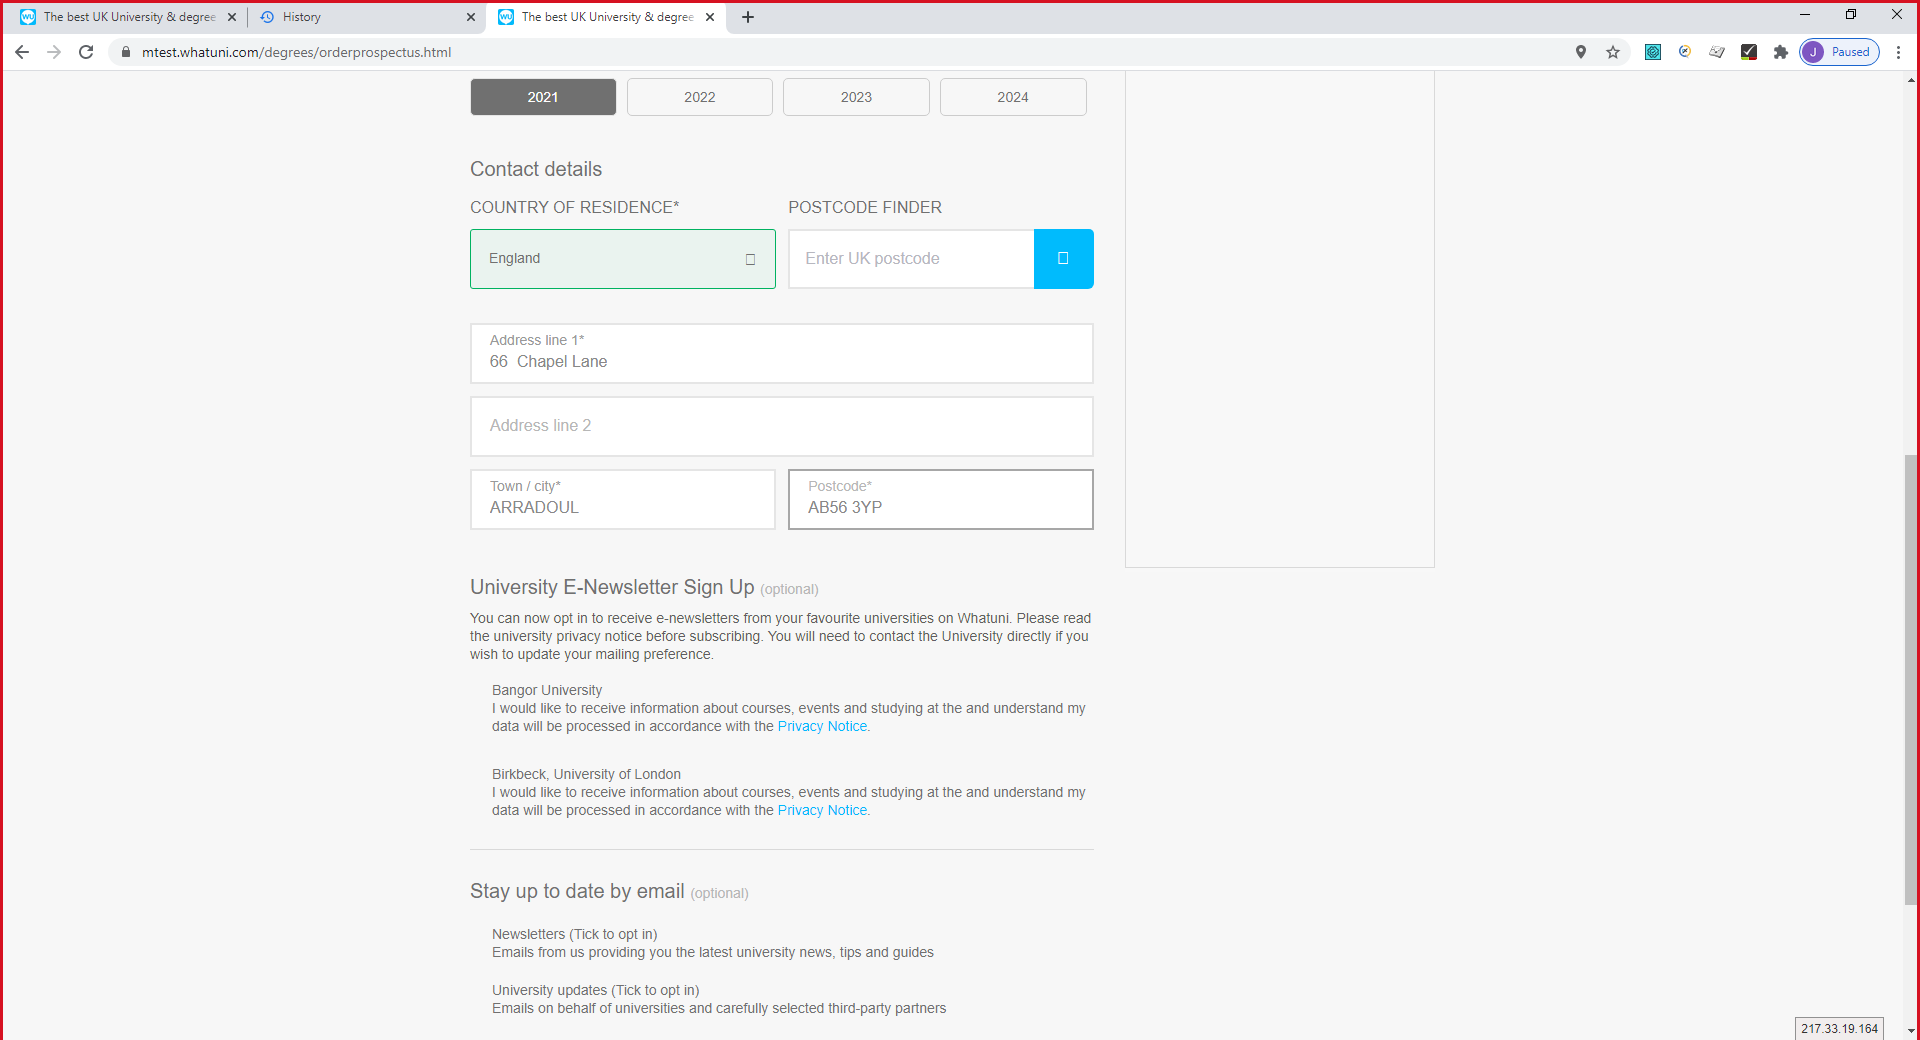 The best UK University & degree
History
The best UK University & degree
mtest.whatuni.com/degrees/orderprospectus.html
J Paused
2021 2022 2023 2024
Contact details
COUNTRY OF RESIDENCE* POSTCODE FINDER
England Enter UK postcode
Address line 1*
66  Chapel Lane
Address line 2
Town / city* Postcode*
ARRADOUL AB56 3YP
University E-Newsletter Sign Up (optional)
You can now opt in to receive e-newsletters from your favourite universities on Whatuni. Please read
the university privacy notice before subscribing. You will need to contact the University directly if you
wish to update your mailing preference.
Bangor University
I would like to receive information about courses, events and studying at the and understand my
data will be processed in accordance with the Privacy Notice.
Birkbeck, University of London
I would like to receive information about courses, events and studying at the and understand my
data will be processed in accordance with the Privacy Notice.
Stay up to date by email (optional)
Newsletters (Tick to opt in)
Emails from us providing you the latest university news, tips and guides
University updates (Tick to opt in)
Emails on behalf of universities and carefully selected third-party partners
217.33.19.164